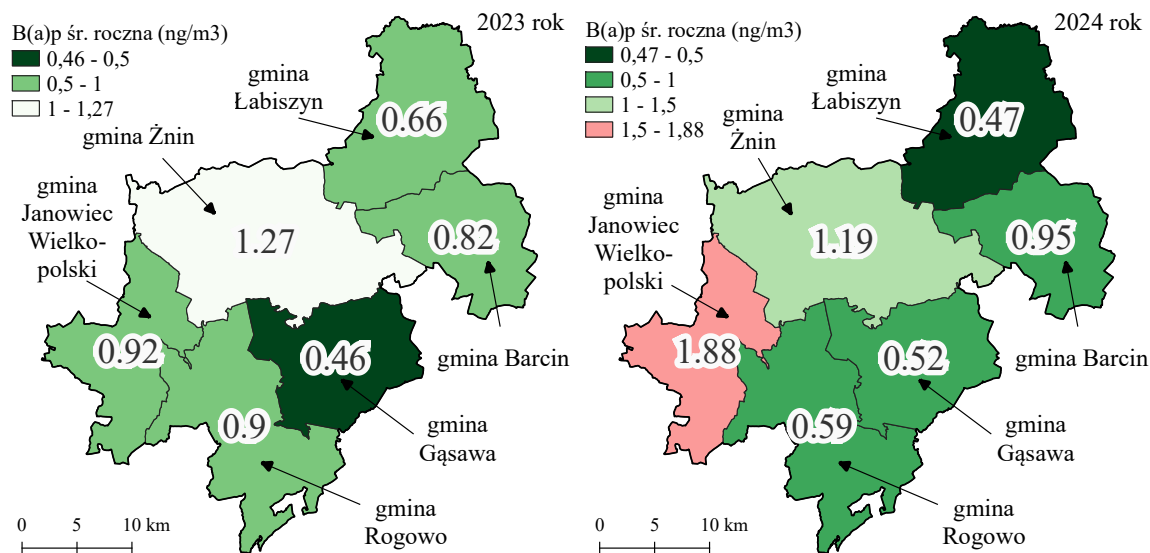 B(a)p śr. roczna (ng/m3)
2023 rok
0,46 - 0,5
0,5 - 1
1 - 1,27
gmina
Łabiszyn
gmina Żnin
gmina
Janowiec
Wielko-
polski
0.66
1.27
0.82
0.92
0.46
0.9
gmina Barcin
gmina
Gąsawa
gmina
Rogowo
0 5 10 km
B(a)p śr. roczna (ng/m3)
2024 rok
0,47 - 0,5
0,5 - 1
1 - 1,5
1,5 - 1,88
gmina
Łabiszyn
gmina
Żnin
gmina
Janowiec
Wielko-
polski
0.47
1.19
0.95
1.88
0.52
0.59
gmina Barcin
gmina
Gąsawa
gmina
Rogowo
0 5 10 km